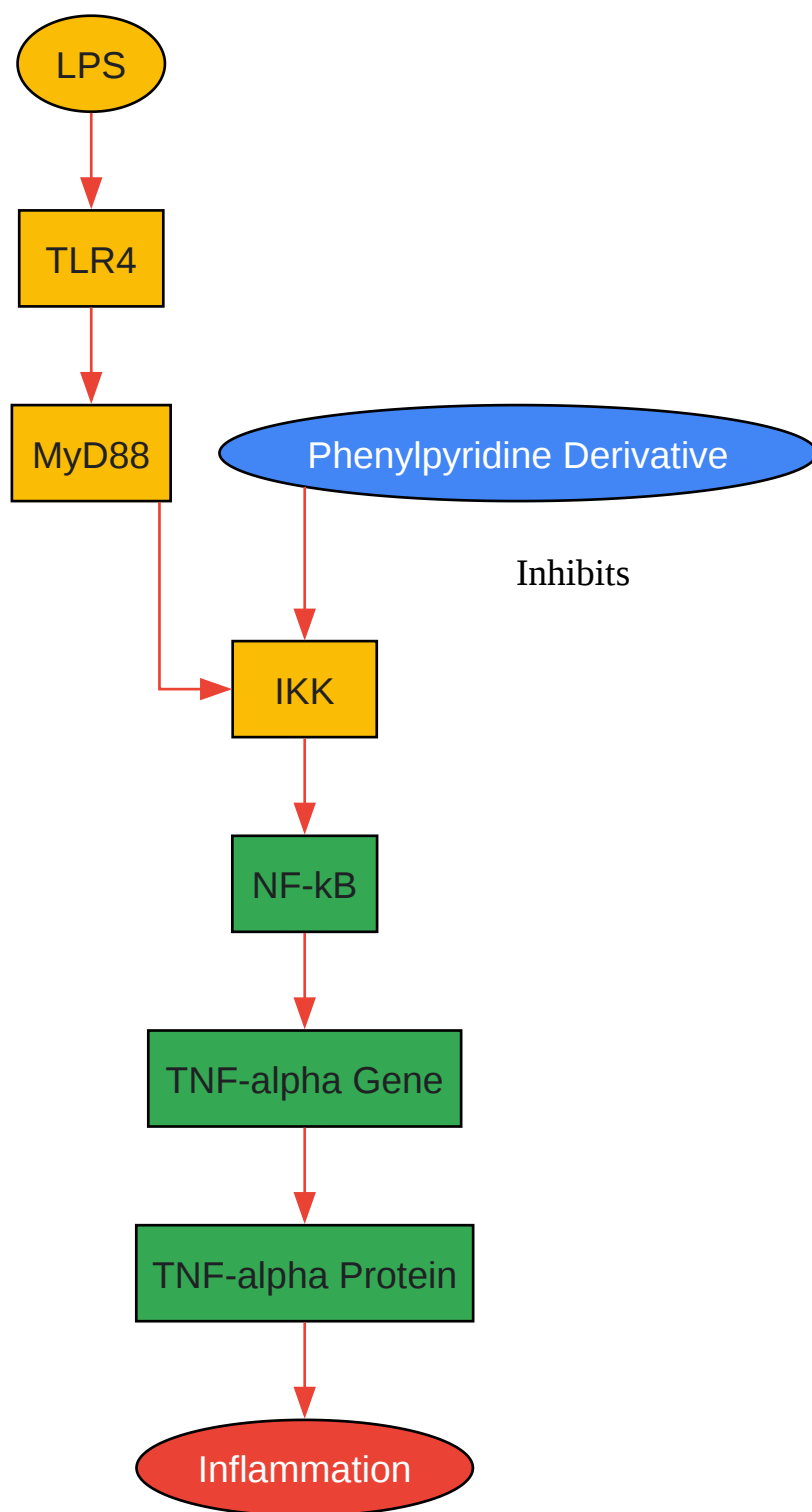 LPS
TLR4
MyD88
Phenylpyridine Derivative
Inhibits
IKK
NF-kB
TNF-alpha Gene
TNF-alpha Protein
Inflammation